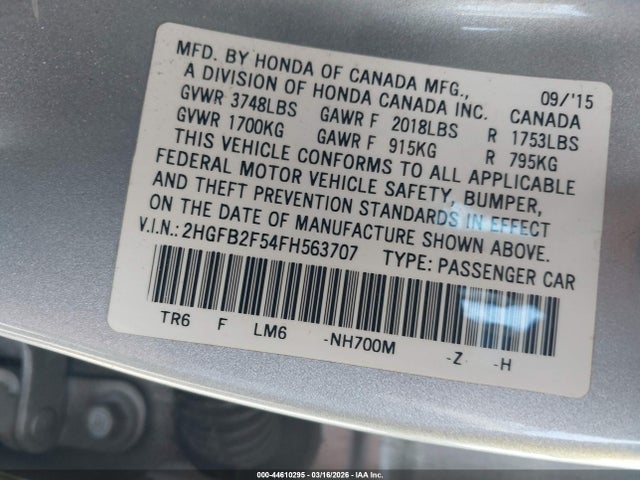 MFD. BY HONDA OF CANADA MFG., 09/'15
A DIVISION OF HONDA CANADA INC. CANADA
GVWR 3748LBS GAWR F 2018LBS R 1753LBS
GVWR 1700KG GAWR F 915KG R 795KG
THIS VEHICLE CONFORMS TO ALL APPLICABLE
FEDERAL MOTOR VEHICLE SAFETY, BUMPER,
AND THEFT PREVENTION STANDARDS IN EFFECT
ON THE DATE OF MANUFACTURE SHOWN ABOVE.
V.I.N.: 2HGFB2F54FH563707 TYPE: PASSENGER CAR
TR6 F LM6 -NH700M -Z -H
000-44610295 - 03/16/2026 - IAA Inc.